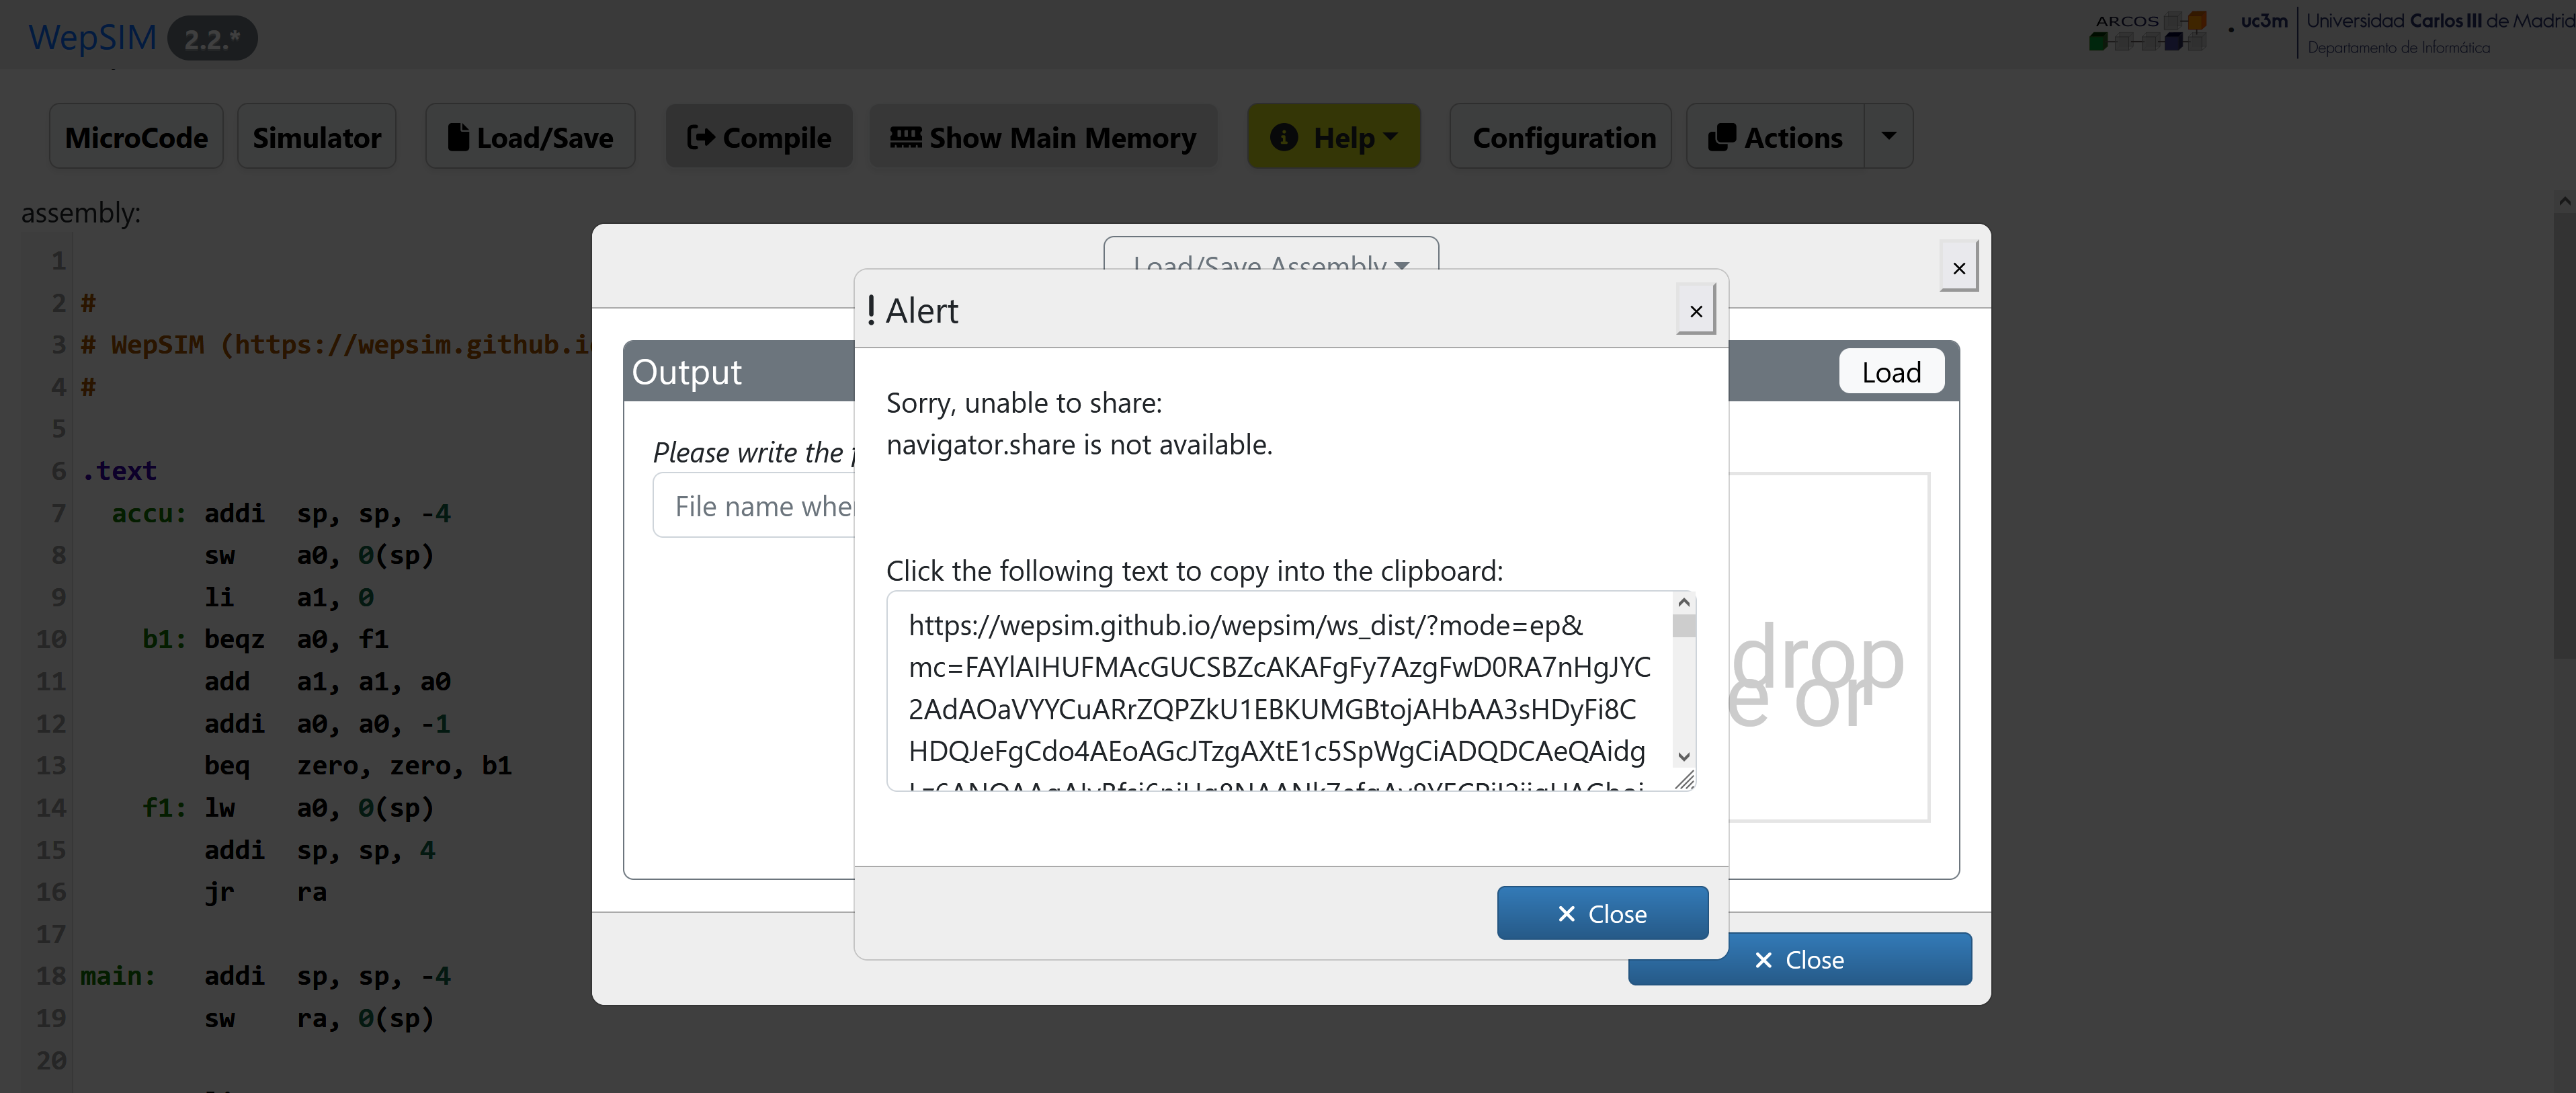 WepSIM 2.2.*
ARCOS
uc3m Universidad Carlos III de Madrid
Departamento de Informática
MicroCode Simulator Load/Save Compile Show Main Memory Help Configuration Actions
assembly:
1
2 #
3 # WepSIM (https://wepsim.github.i
4 #
5
6 .text
7 accu: addi sp, sp, -4
8 sw a0, 0(sp)
9 li a1, 0
10 b1: beqz a0, f1
11 add a1, a1, a0
12 addi a0, a0, -1
13 beq zero, zero, b1
14 f1: lw a0, 0(sp)
15 addi sp, sp, 4
16 jr ra
17
18 main: addi sp, sp, -4
19 sw ra, 0(sp)
20
Load/Save Assembly
×
Output
Load
Please write the
File name whe
drop
e or
× Close
! Alert
×
Sorry, unable to share:
navigator.share is not available.
Click the following text to copy into the clipboard:
https://wepsim.github.io/wepsim/ws_dist/?mode=ep&
mc=FAYlAIHUFMAcGUCSBZcAKAFgFy7AzgFwD0RA7nHgJYC
2AdAOaVYYCuARrZQPZkU1EBKUMGBtojAHbAA3sHDyFi8C
HDQJeFgCdo4AEoAGcJTzgAXtE1c5SpWgCiADQDCAeQAidg
× Close